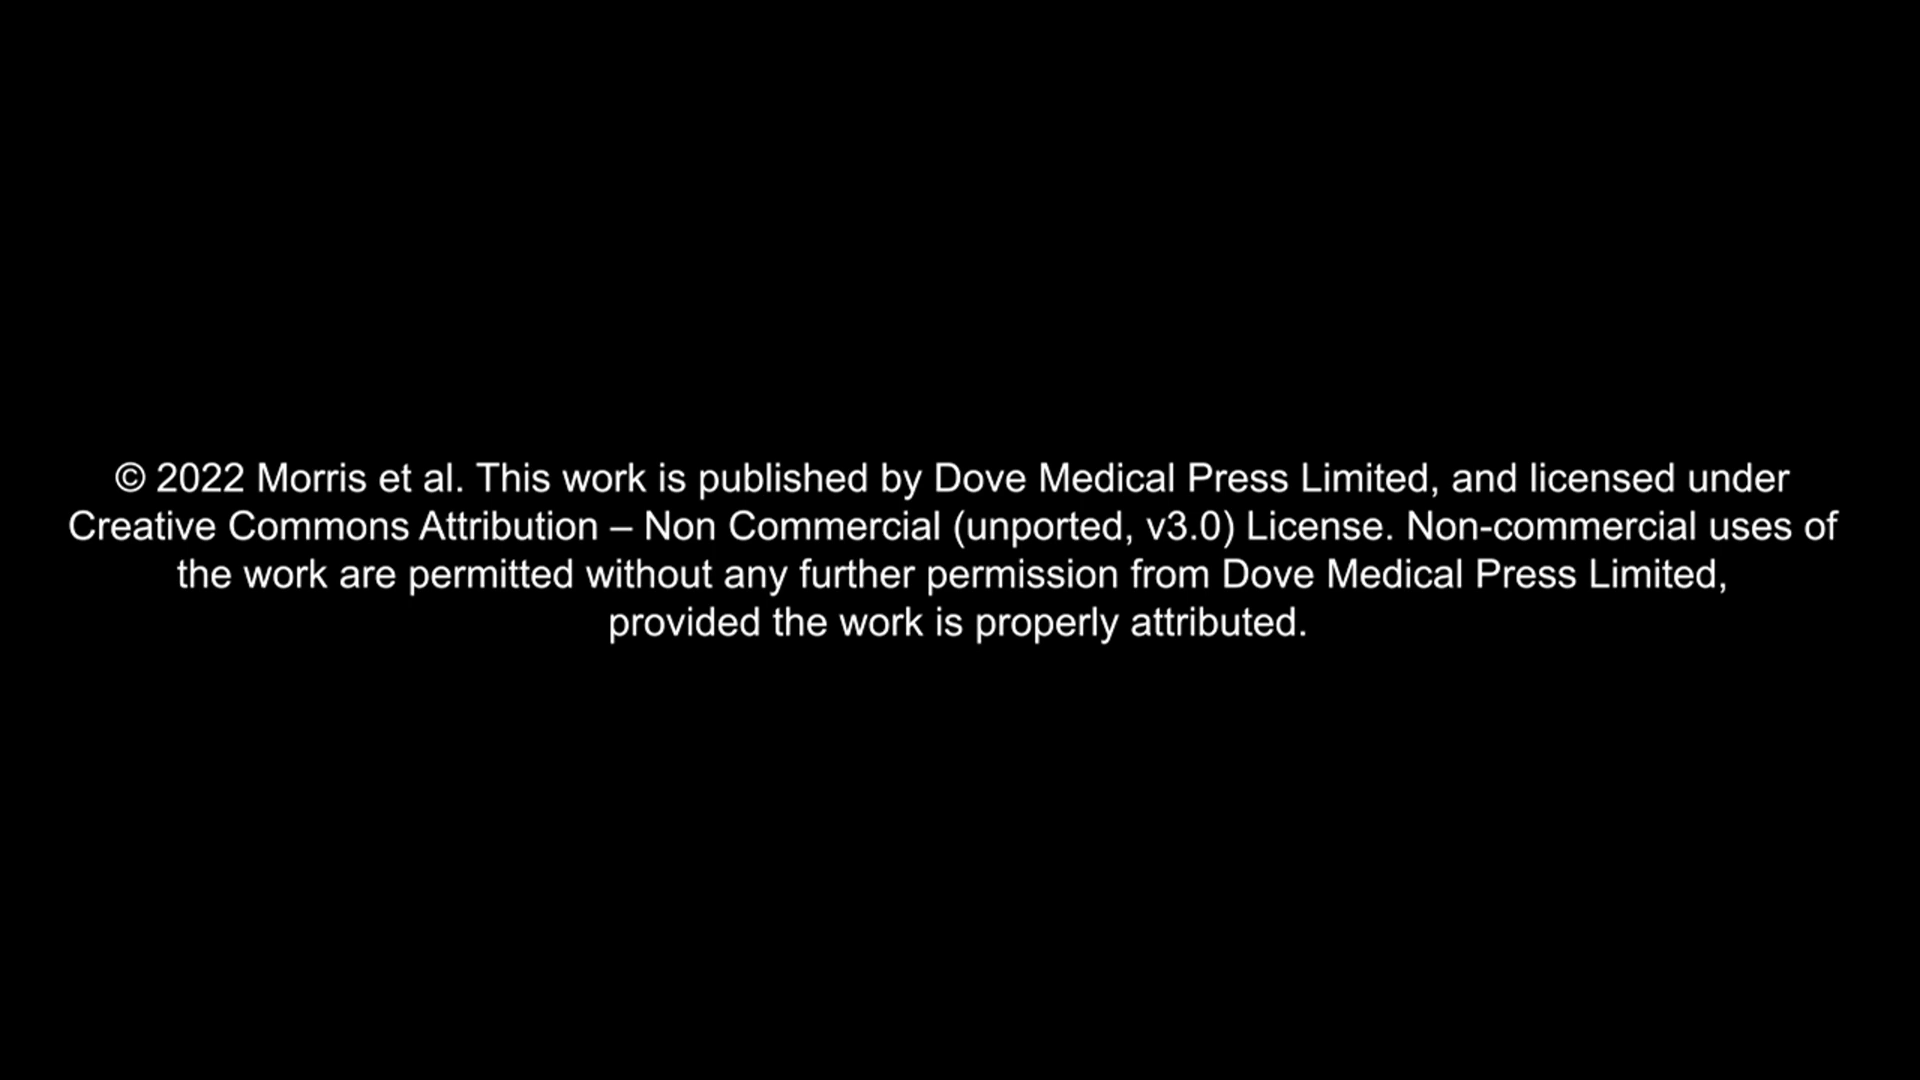 © 2022 Morris et al. This work is published by Dove Medical Press Limited, and licensed under
Creative Commons Attribution – Non Commercial (unported, v3.0) License. Non-commercial uses of
the work are permitted without any further permission from Dove Medical Press Limited,
provided the work is properly attributed.